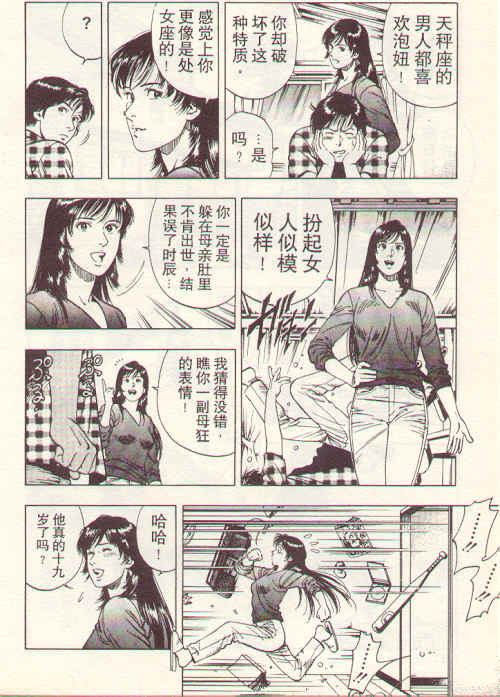 天秤座的
男人都喜
欢泡妞！
你却破
坏了这
种特质。
…是
吗？
感觉上你
更像是处
女座的！
？
扮起女
人似模
似样！
你一定是
躲在母亲肚里
不肯出世，结
果误了时辰…
我猜得没错，
瞧你一副母狂
的表情！
……
……
哈哈！
他真的十九
岁了吗？